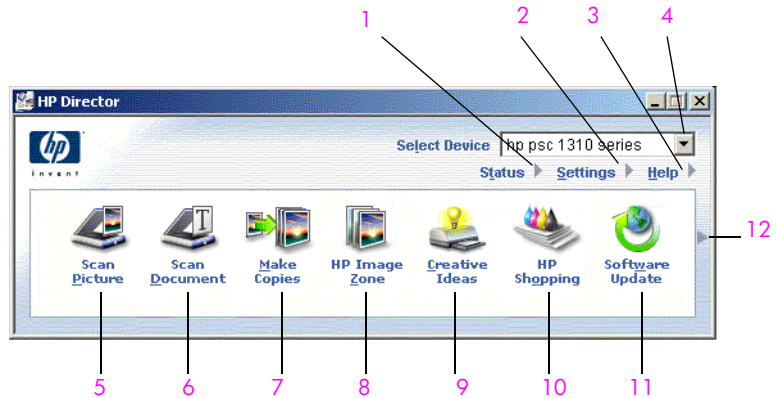 1 2 3 4
HP Director
hp
invent
Select Device hp psc 1310 series
Status Settings Help
12
T
Scan Picture
Scan Document
Make Copies
HP Image Zone
Creative Ideas
HP Shopping
Software Update
5 6 7 8 9 10 11